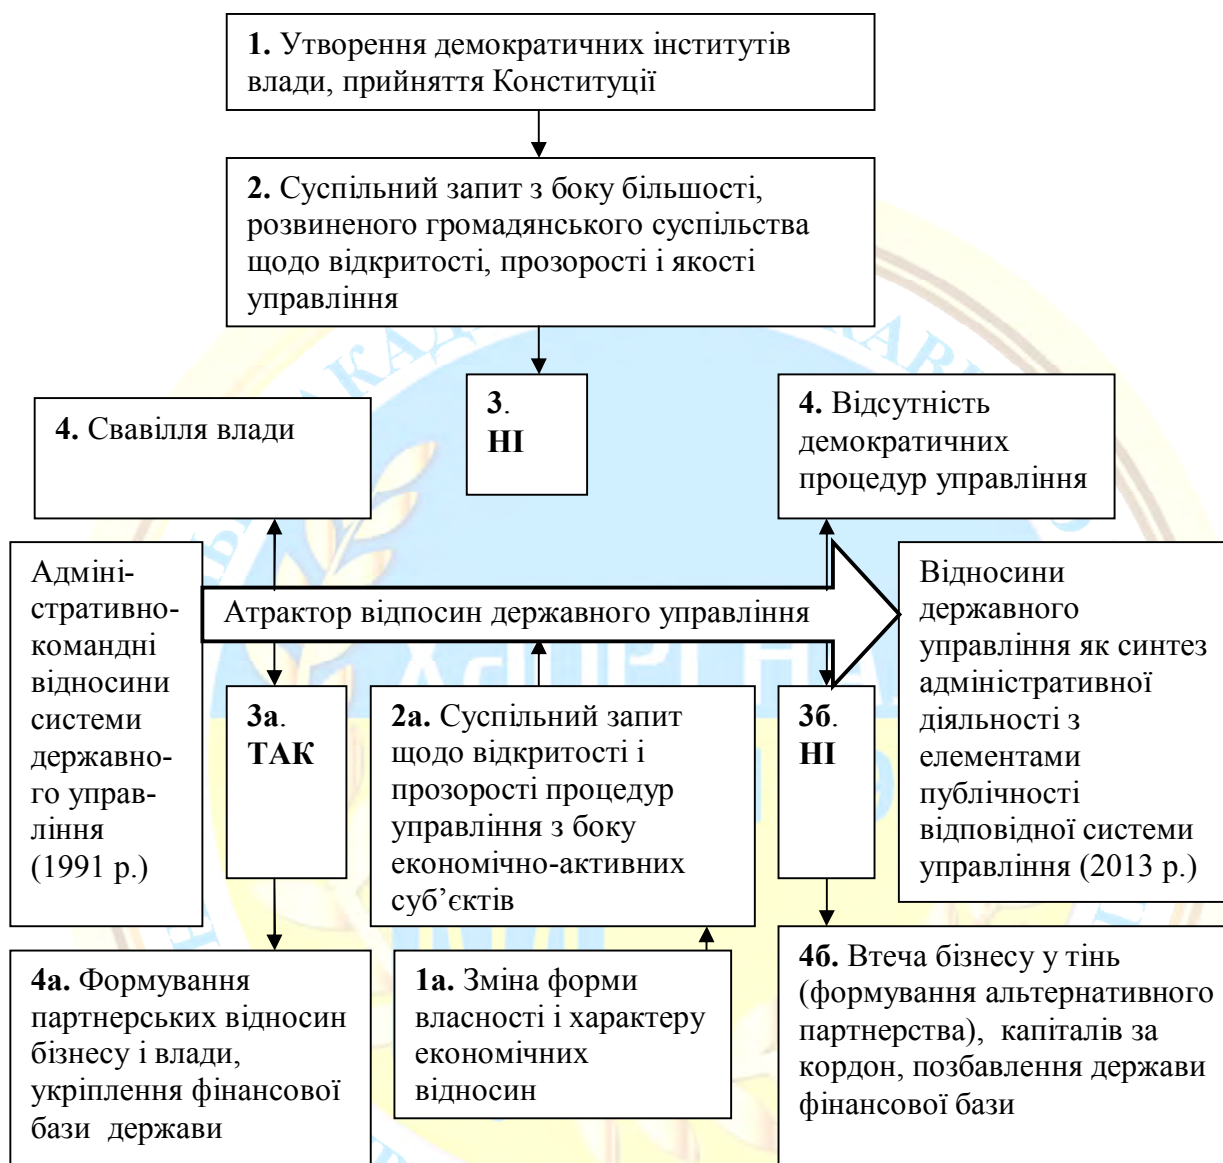 1. Утворення демократичних інститутів
влади, прийняття Конституції
2. Суспільний запит з боку більшості,
розвиненого громадянського суспільства
щодо відкритості, прозорості і якості
управління
4. Свавілля влади
3.
НІ
4. Відсутність
демократичних
процедур управління
Адміні-
стративно-
командні
відносини
системи
державно-
го управ-
ління
(1991 р.)
Атрактор відпосин державного управління
Відносини
державного
управління як синтез
адміністративної
діяльності з
елементами
публічності
відповідної системи
управління (2013 р.)
3а.
ТАК
2а. Суспільний запит
щодо відкритості і
прозорості процедур
управління з боку
економічно-активних
суб’єктів
3б.
НІ
4а. Формування
партнерських відносин
бізнесу і влади,
укріплення фінансової
бази держави
1а. Зміна форми
власності і характеру
економічних
відносин
4б. Втеча бізнесу у тінь
(формування альтернативного
партнерства), капіталів за
кордон, позбавлення держави
фінансової бази